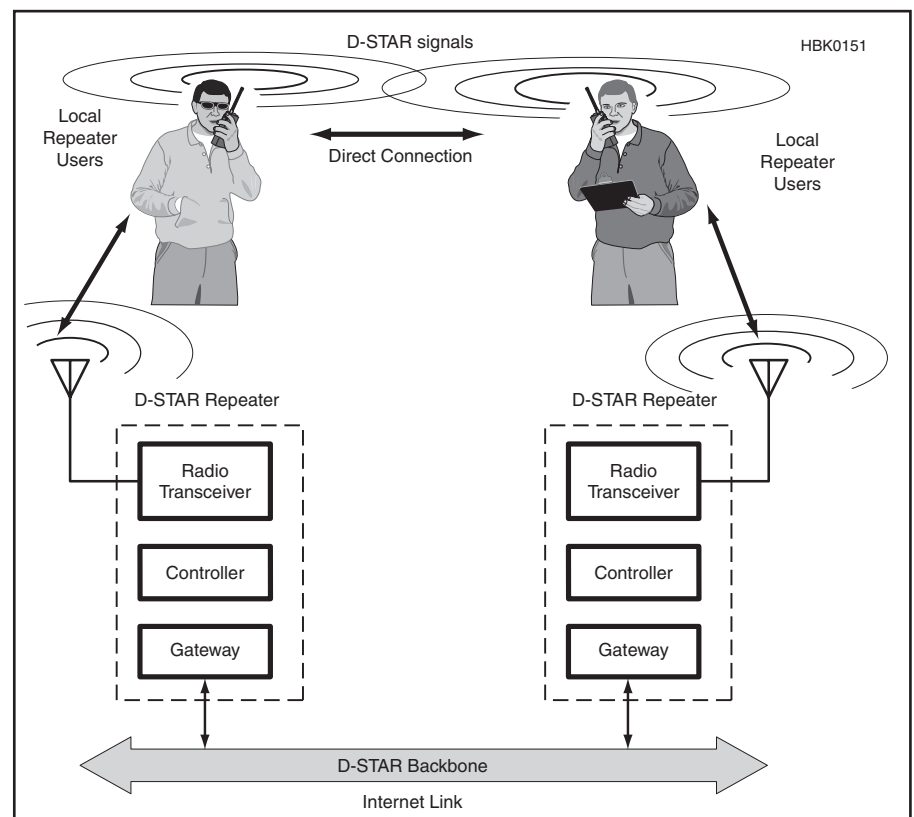 D-STAR signals
HBK0151
Local
Repeater
Users
Direct Connection
Local
Repeater
Users
D-STAR Repeater
D-STAR Repeater
Radio
Transceiver
Radio
Transceiver
Controller
Controller
Gateway
Gateway
D-STAR Backbone
Internet Link